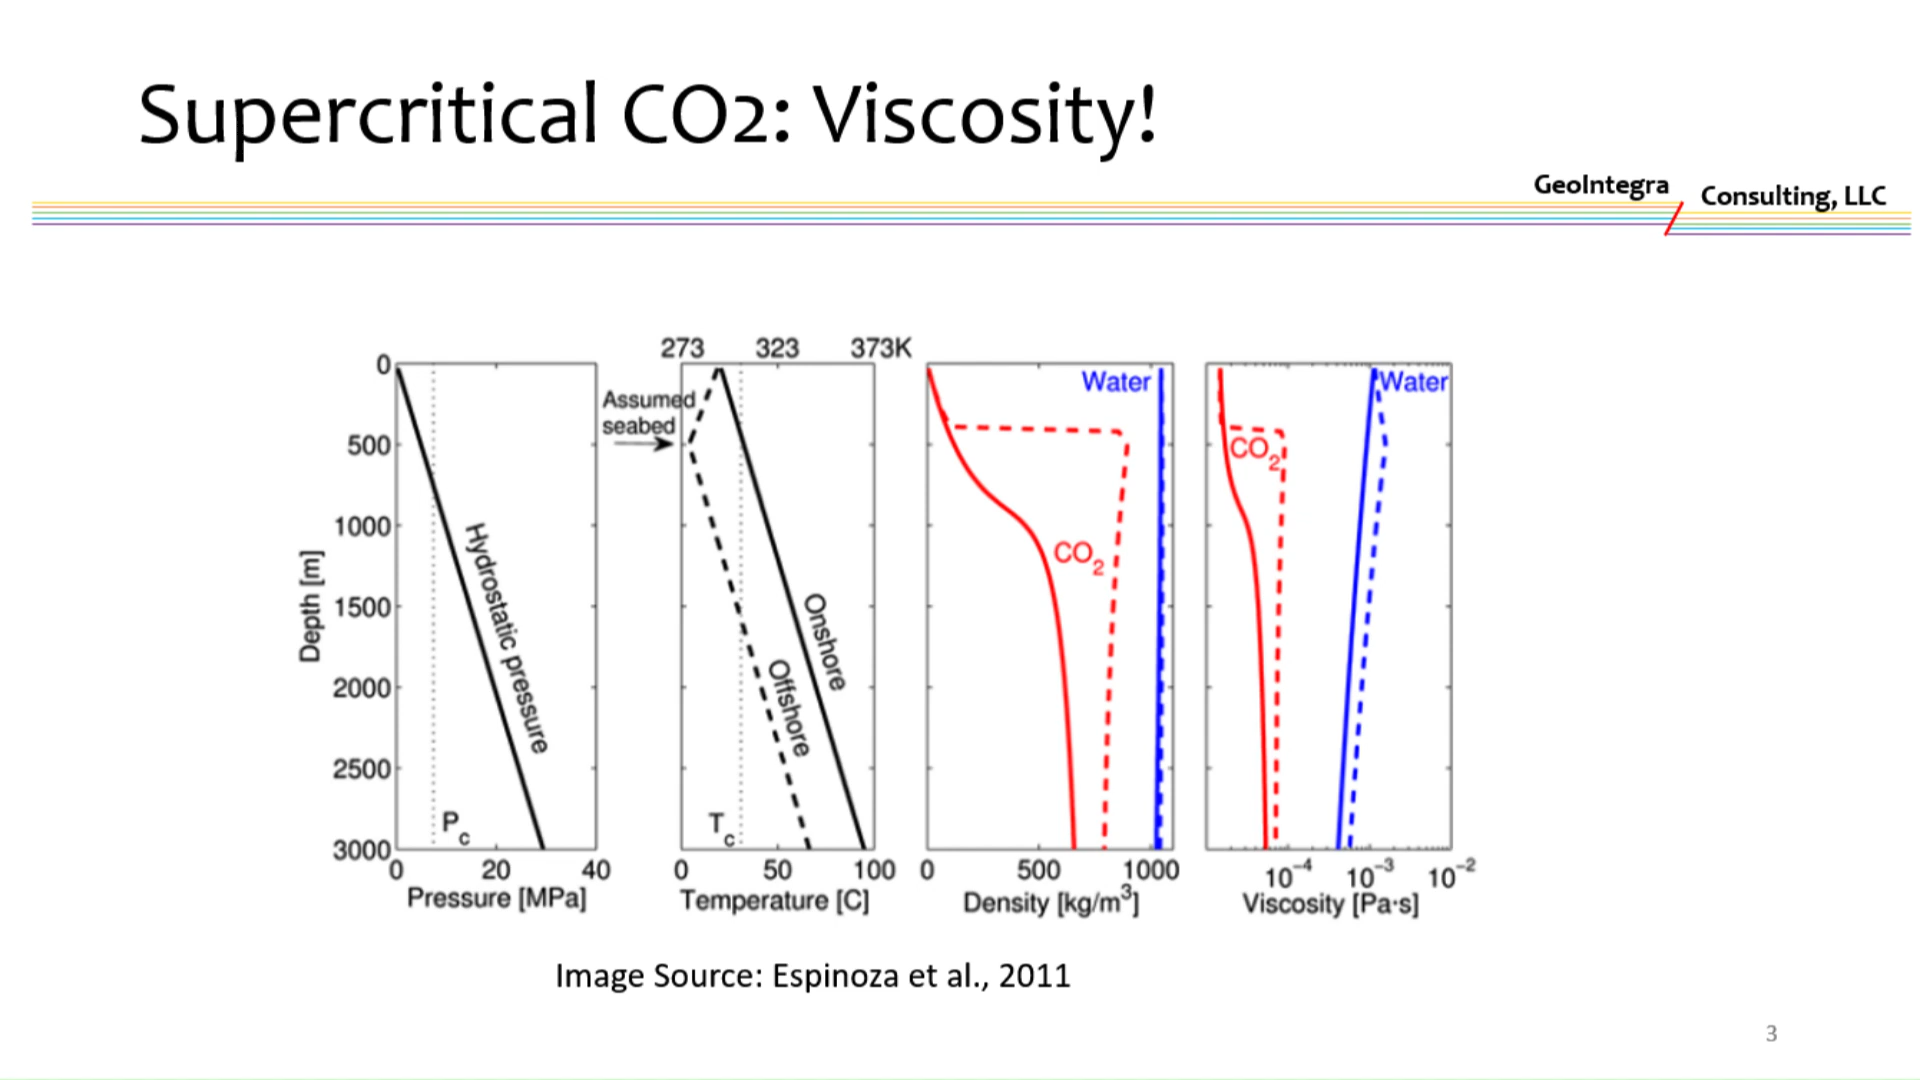 Supercritical CO2: Viscosity!
GeoIntegra Consulting, LLC
273 323 373K
0
500
1000
1500
2000
2500
3000
Depth [m]
Hydrostatic pressure
Pc
0 20 40
Pressure [MPa]
Assumed
seabed
Onshore
Offshore
Tc
0 50 100
Temperature [C]
Water
CO2
0 500 1000
Density [kg/m³]
Water
CO2
10⁻⁴ 10⁻³ 10⁻²
Viscosity [Pa·s]
Image Source: Espinoza et al., 2011
3